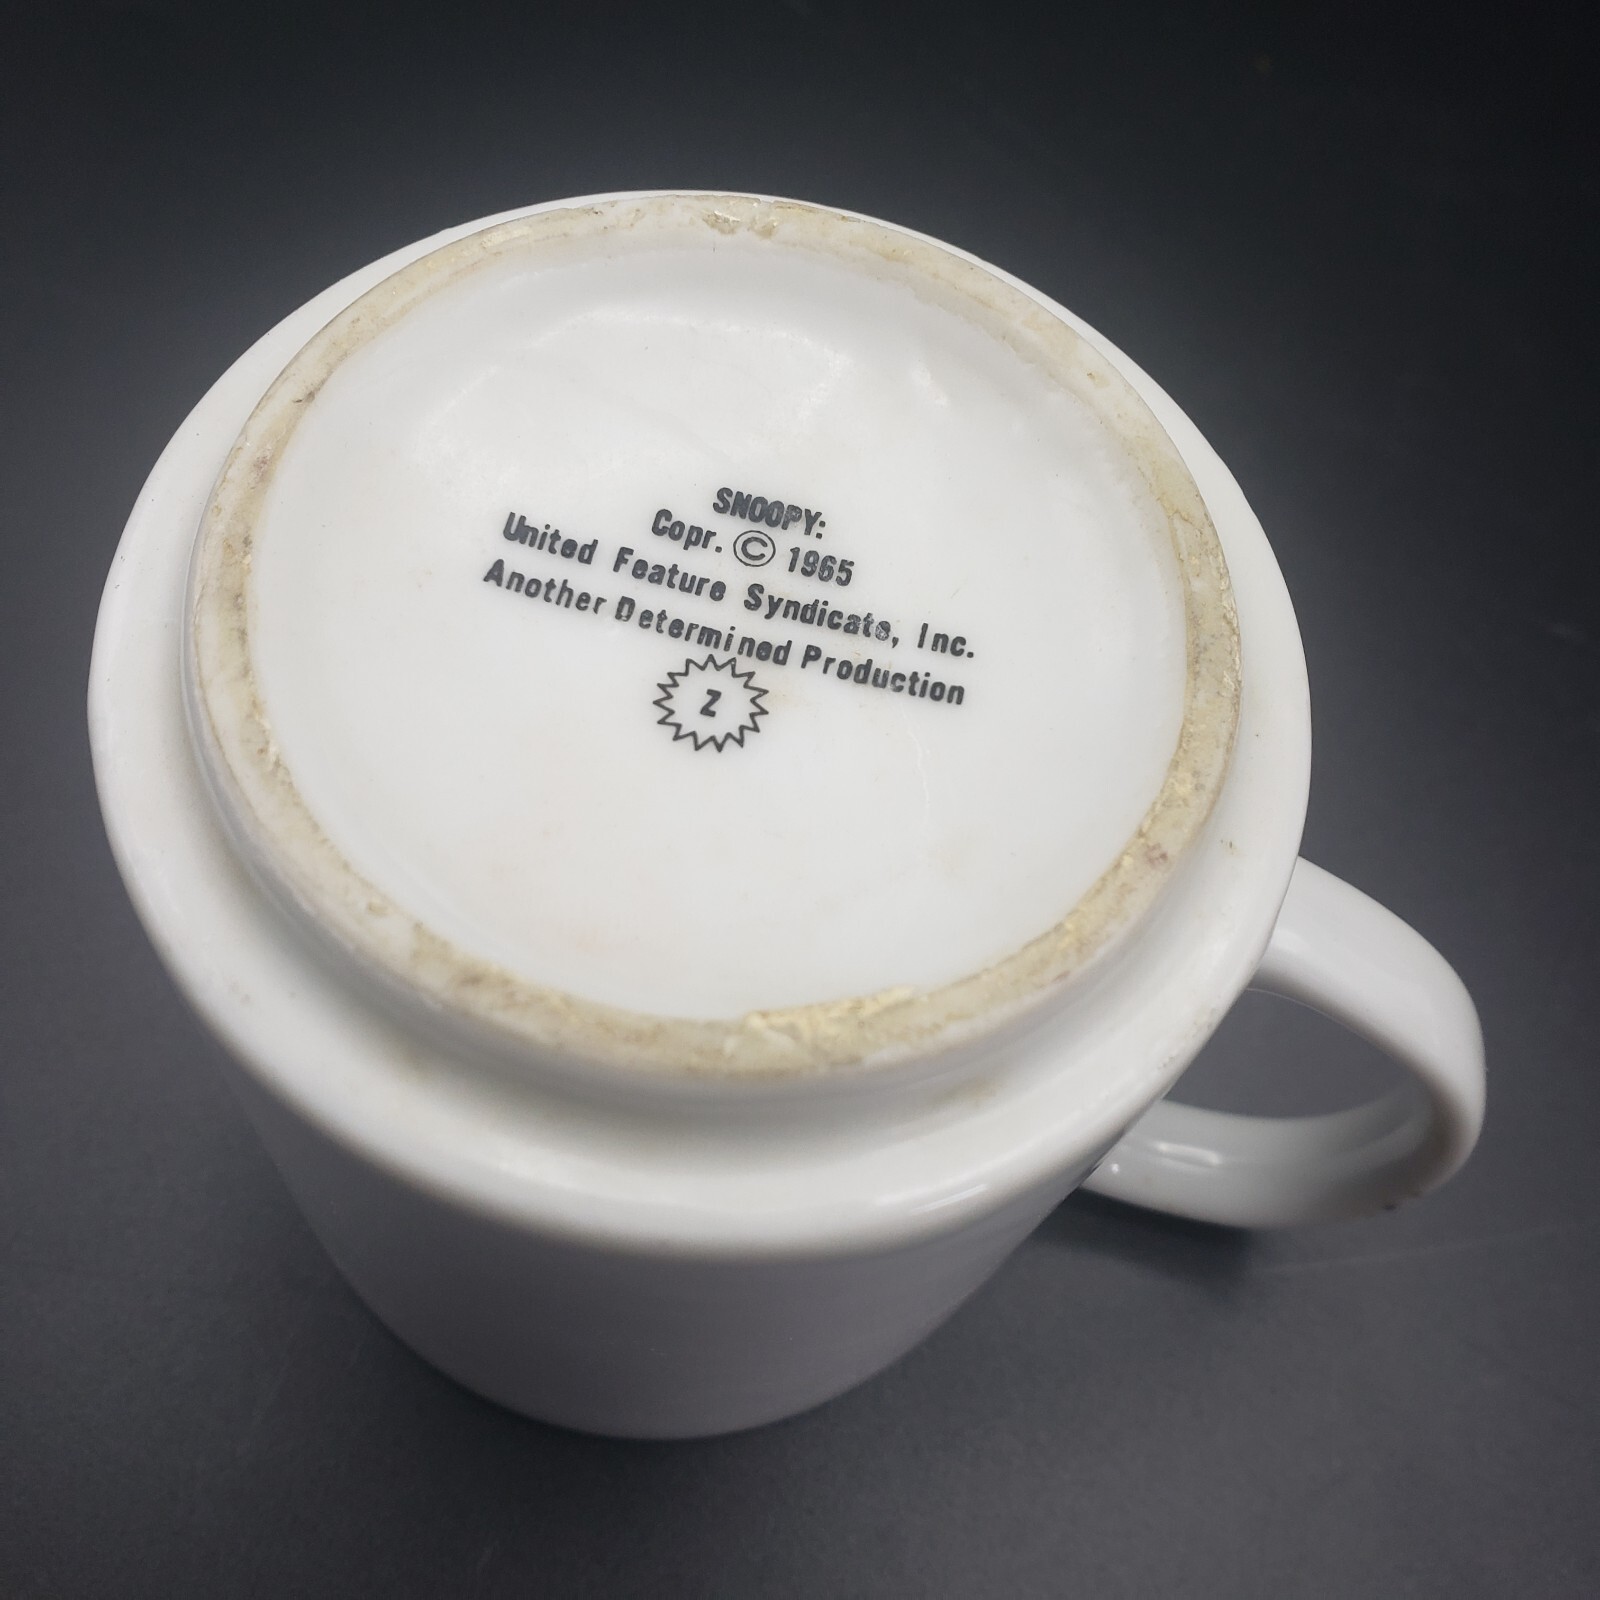 SNOOPY:
Copr. © 1965
United Feature Syndicate, Inc.
Another Determined Production
Z